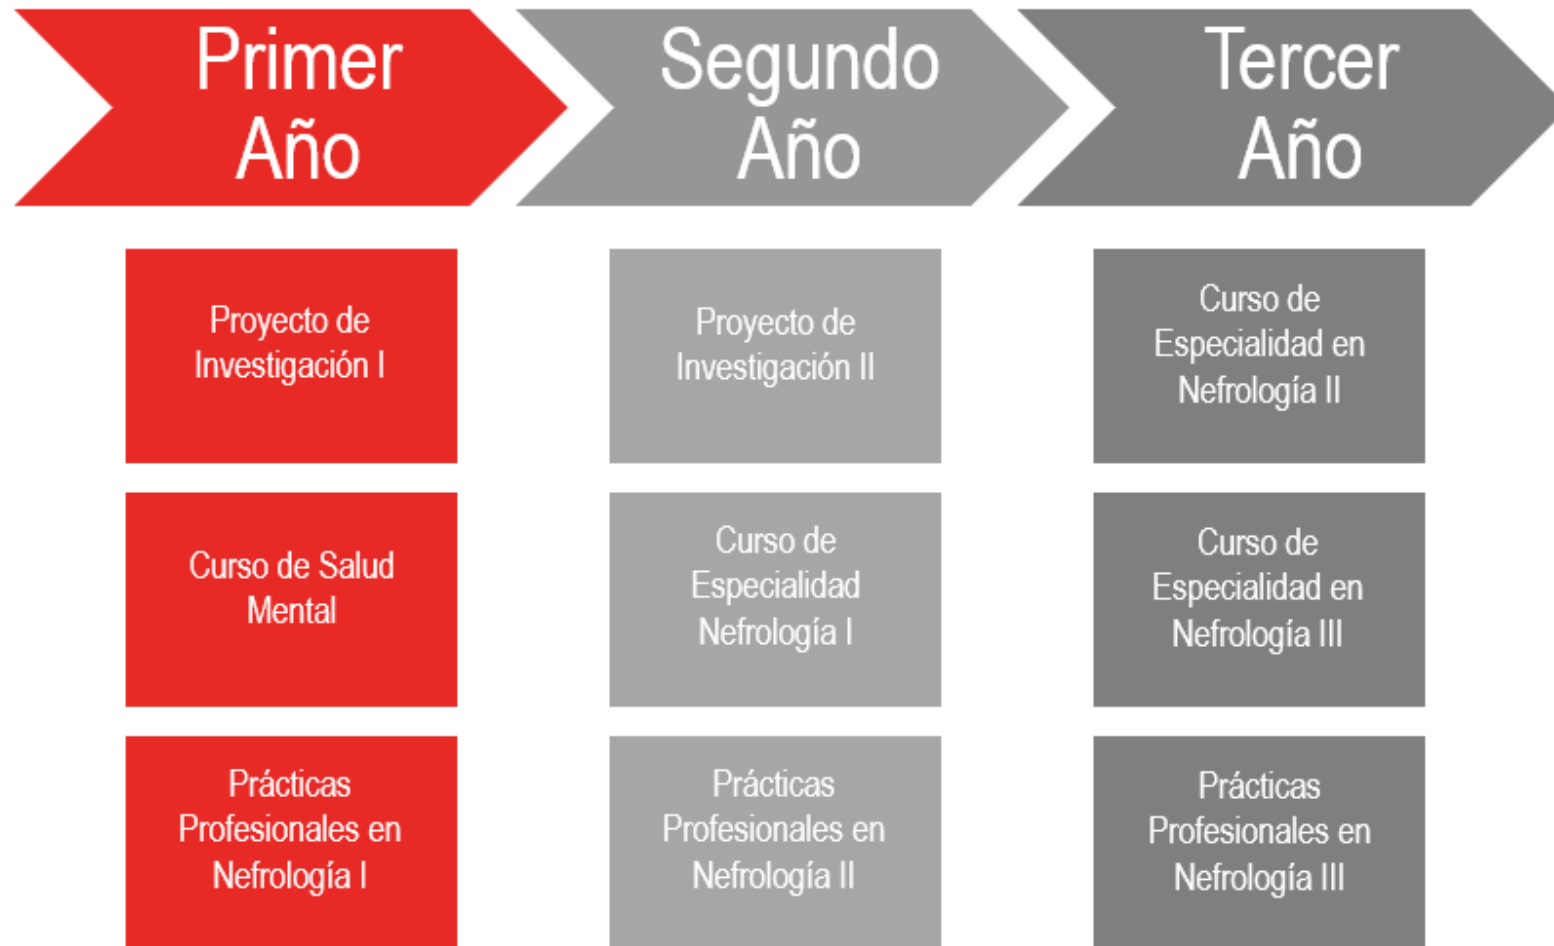 Primer
Año
Segundo
Año
Tercer
Año
Proyecto de
Investigación I
Proyecto de
Investigación II
Curso de
Especialidad en
Nefrología II
Curso de Salud
Mental
Curso de
Especialidad
Nefrología I
Curso de
Especialidad en
Nefrología III
Prácticas
Profesionales en
Nefrología I
Prácticas
Profesionales en
Nefrología II
Prácticas
Profesionales en
Nefrología III